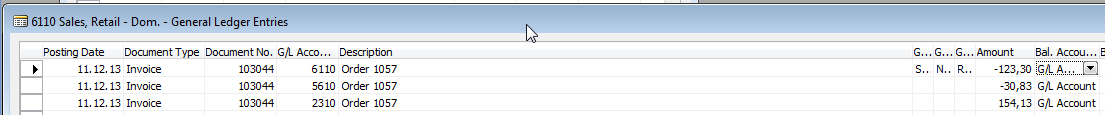 6110 Sales, Retail - Dom. - General Ledger Entries
Posting Date Document Type Document No. G/L Acco... Description G... G... G... Amount Bal. Accou...
11.12.13 Invoice 103044 6110 Order 1057 S... N... R... -123,30 G/L A...
11.12.13 Invoice 103044 5610 Order 1057 -30,83 G/L Account
11.12.13 Invoice 103044 2310 Order 1057 154,13 G/L Account